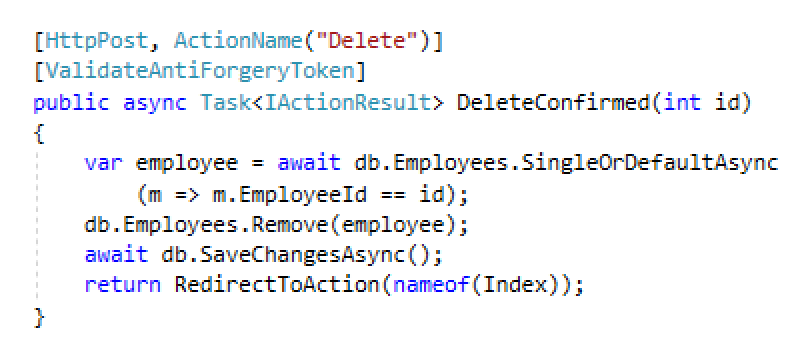 [HttpPost, ActionName("Delete")]
[ValidateAntiForgeryToken]
public async Task<IActionResult> DeleteConfirmed(int id)
{
    var employee = await db.Employees.SingleOrDefaultAsync
        (m => m.EmployeeId == id);
    db.Employees.Remove(employee);
    await db.SaveChangesAsync();
    return RedirectToAction(nameof(Index));
}